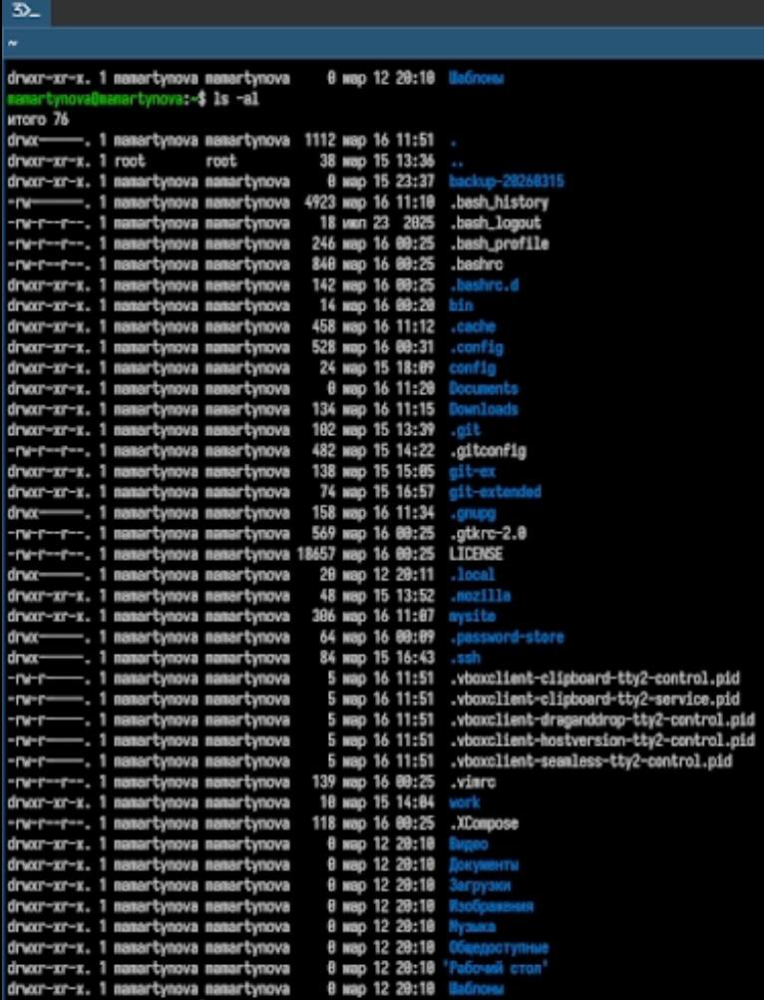 ~
drwxr-xr-x. 1 mamartynova mamartynova 0 мар 12 20:10 Шаблоны
mamartynova@mamartynova:~$ ls -al
итого 76
drwx------. 1 mamartynova mamartynova 1112 мар 16 11:51 .
drwxr-xr-x. 1 root root 38 мар 15 13:36 ..
drwxr-xr-x. 1 mamartynova mamartynova 0 мар 15 23:37 backup-20260315
-rw-------. 1 mamartynova mamartynova 4923 мар 16 11:10 .bash_history
-rw-r--r--. 1 mamartynova mamartynova 18 июл 23 2025 .bash_logout
-rw-r--r--. 1 mamartynova mamartynova 246 мар 16 00:25 .bash_profile
-rw-r--r--. 1 mamartynova mamartynova 840 мар 16 00:25 .bashrc
drwxr-xr-x. 1 mamartynova mamartynova 142 мар 16 00:25 .bashrc.d
drwxr-xr-x. 1 mamartynova mamartynova 14 мар 16 00:20 bin
drwxr-xr-x. 1 mamartynova mamartynova 458 мар 16 11:12 .cache
drwxr-xr-x. 1 mamartynova mamartynova 528 мар 16 00:31 .config
drwxr-xr-x. 1 mamartynova mamartynova 24 мар 15 18:09 config
drwxr-xr-x. 1 mamartynova mamartynova 0 мар 16 11:20 Documents
drwxr-xr-x. 1 mamartynova mamartynova 134 мар 16 11:15 Downloads
drwxr-xr-x. 1 mamartynova mamartynova 102 мар 15 13:39 .git
-rw-r--r--. 1 mamartynova mamartynova 482 мар 15 14:22 .gitconfig
drwxr-xr-x. 1 mamartynova mamartynova 138 мар 15 15:05 git-ex
drwxr-xr-x. 1 mamartynova mamartynova 74 мар 15 16:57 git-extended
drwx------. 1 mamartynova mamartynova 158 мар 16 11:34 .gnupg
-rw-r--r--. 1 mamartynova mamartynova 569 мар 16 00:25 .gtkrc-2.0
-rw-r--r--. 1 mamartynova mamartynova 18657 мар 16 00:25 LICENSE
drwx------. 1 mamartynova mamartynova 20 мар 12 20:11 .local
drwxr-xr-x. 1 mamartynova mamartynova 48 мар 15 13:52 .mozilla
drwxr-xr-x. 1 mamartynova mamartynova 306 мар 16 11:07 mysite
drwx------. 1 mamartynova mamartynova 64 мар 16 00:09 .password-store
drwx------. 1 mamartynova mamartynova 84 мар 15 16:43 .ssh
-rw-r-----. 1 mamartynova mamartynova 5 мар 16 11:51 .vboxclient-clipboard-tty2-control.pid
-rw-r-----. 1 mamartynova mamartynova 5 мар 16 11:51 .vboxclient-clipboard-tty2-service.pid
-rw-r-----. 1 mamartynova mamartynova 5 мар 16 11:51 .vboxclient-draganddrop-tty2-control.pid
-rw-r-----. 1 mamartynova mamartynova 5 мар 16 11:51 .vboxclient-hostversion-tty2-control.pid
-rw-r-----. 1 mamartynova mamartynova 5 мар 16 11:51 .vboxclient-seamless-tty2-control.pid
-rw-r--r--. 1 mamartynova mamartynova 139 мар 16 00:25 .vimrc
drwxr-xr-x. 1 mamartynova mamartynova 10 мар 15 14:04 work
-rw-r--r--. 1 mamartynova mamartynova 118 мар 16 00:25 .XCompose
drwxr-xr-x. 1 mamartynova mamartynova 0 мар 12 20:10 Видео
drwxr-xr-x. 1 mamartynova mamartynova 0 мар 12 20:10 Документы
drwxr-xr-x. 1 mamartynova mamartynova 0 мар 12 20:10 Загрузки
drwxr-xr-x. 1 mamartynova mamartynova 0 мар 12 20:10 Изображения
drwxr-xr-x. 1 mamartynova mamartynova 0 мар 12 20:10 Музыка
drwxr-xr-x. 1 mamartynova mamartynova 0 мар 12 20:10 Общедоступные
drwxr-xr-x. 1 mamartynova mamartynova 0 мар 12 20:10 'Рабочий стол'
drwxr-xr-x. 1 mamartynova mamartynova 0 мар 12 20:10 Шаблоны